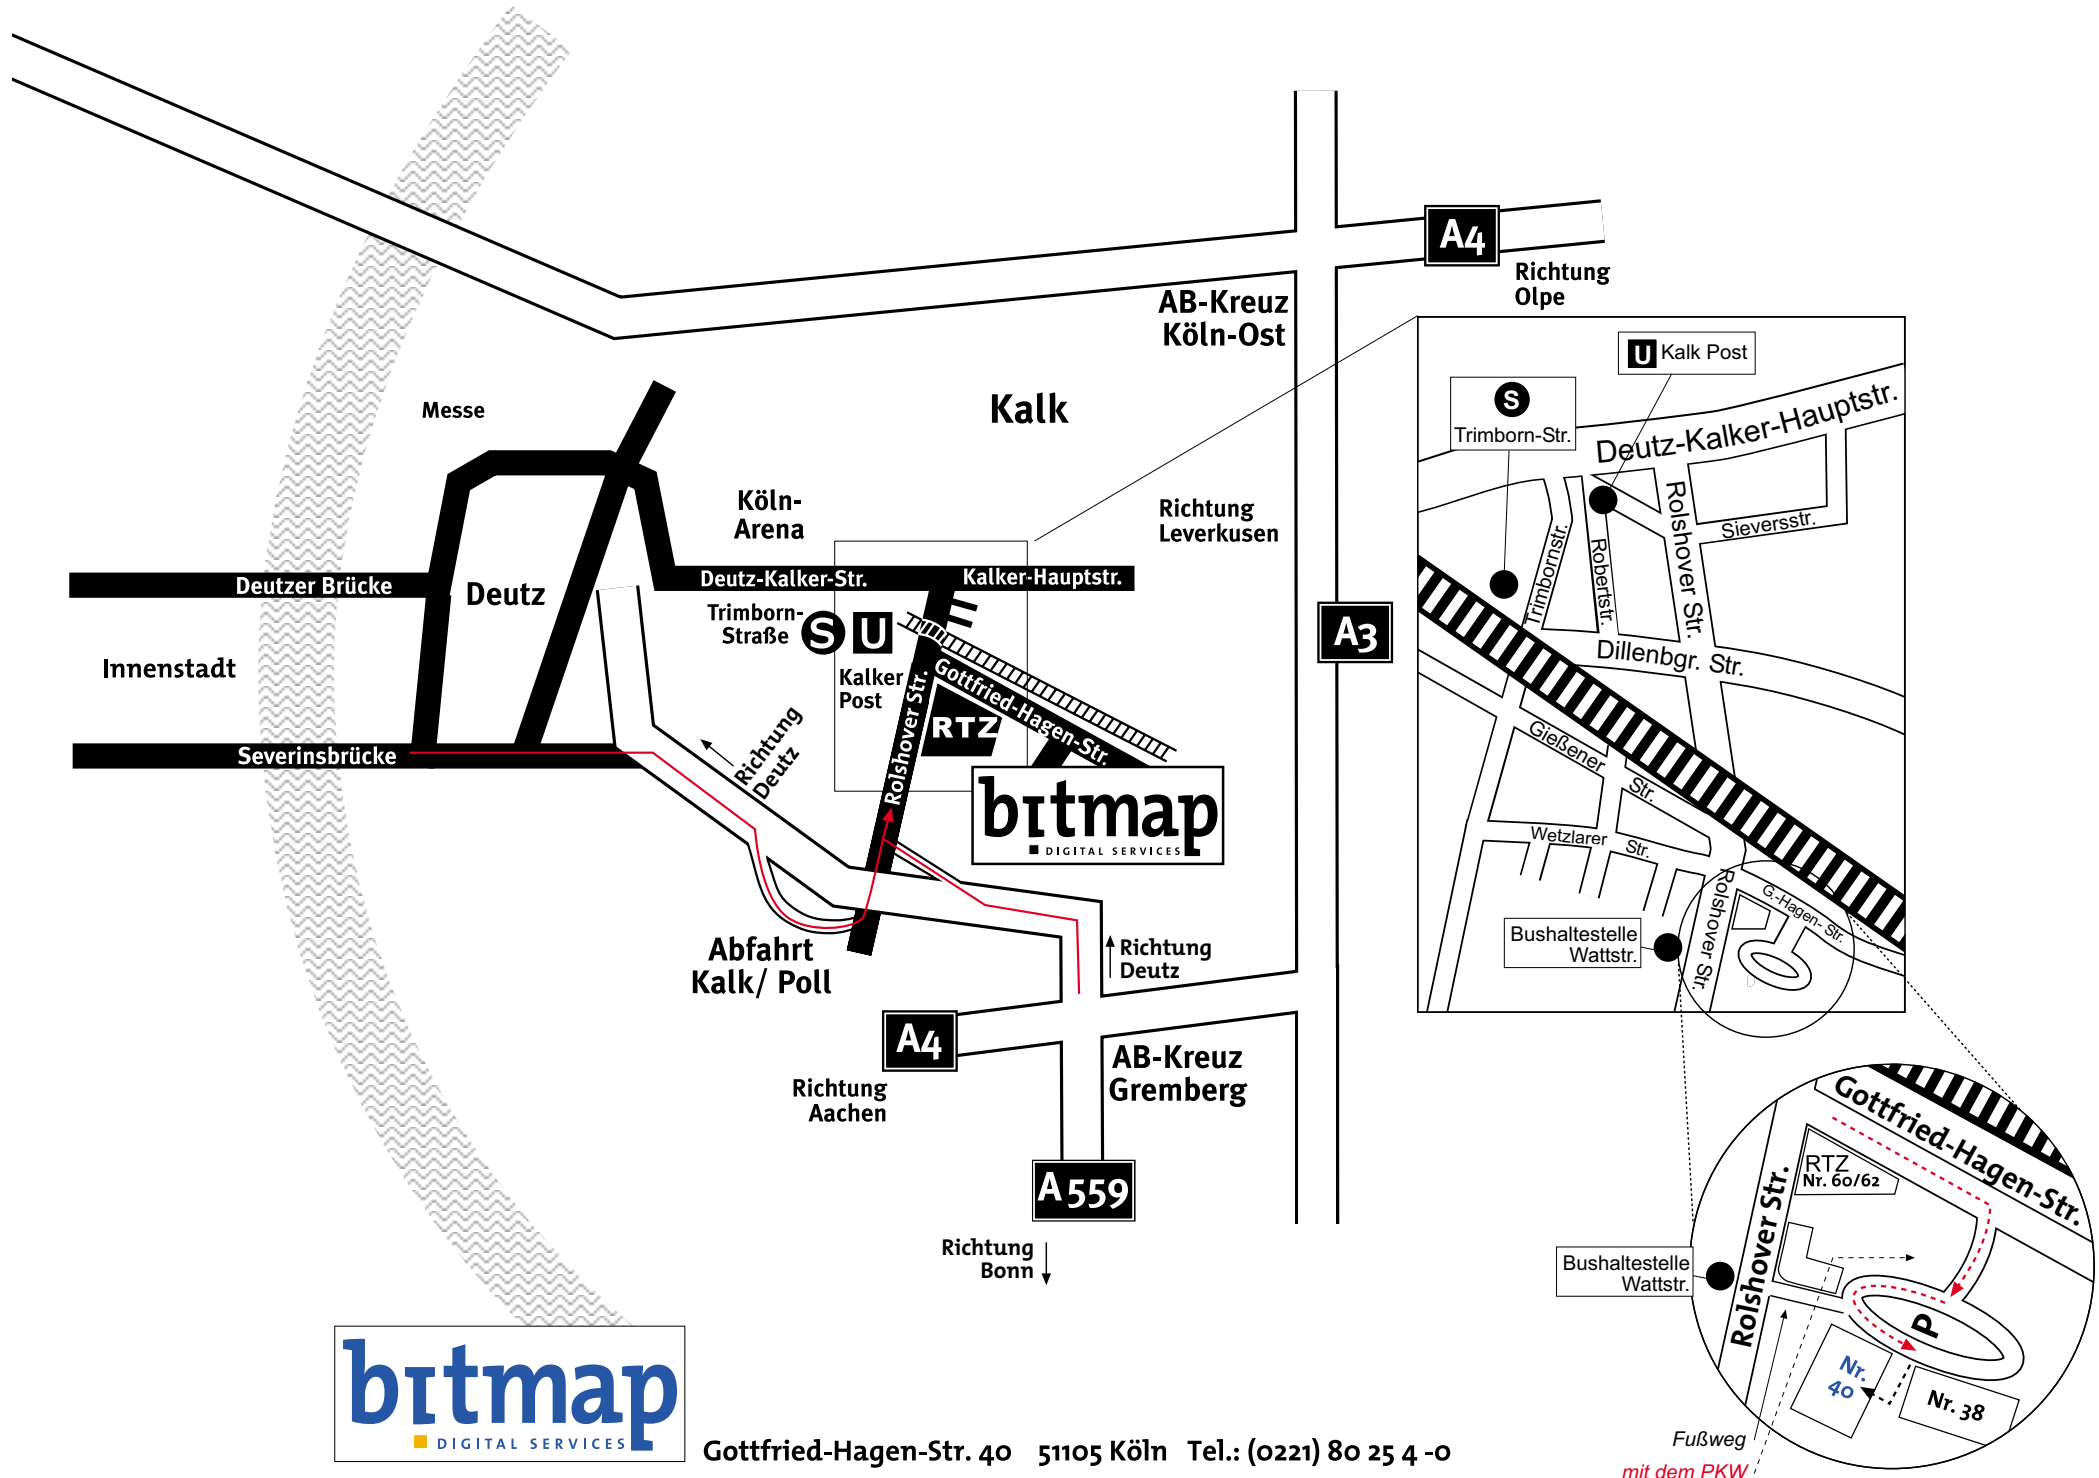 A4
Richtung
Olpe
AB-Kreuz
Köln-Ost
Messe
Kalk
Köln-
Arena
Richtung
Leverkusen
Deutzer Brücke
Deutz
Deutz-Kalker-Str.
Kalker-Hauptstr.
Trimborn-
Straße
S
U
Kalker
Post
A3
Innenstadt
Rolshover Str.
Gottfried-Hagen-Str.
RTZ
Richtung
Deutz
Severinsbrücke
bitmap
DIGITAL SERVICES
Abfahrt
Kalk/ Poll
Richtung
Deutz
A4
Richtung
Aachen
AB-Kreuz
Gremberg
A 559
Richtung
Bonn
U Kalk Post
S
Trimborn-Str.
Deutz-Kalker-Hauptstr.
Rolshover Str.
Sieversstr.
Trimbornstr.
Robertstr.
Dillenbgr. Str.
Gießener
Str.
Wetzlarer
Str.
Rolshover Str.
G.-Hagen-Str.
Bushaltestelle
Wattstr.
Gottfried-Hagen-Str.
RTZ
Nr. 60/62
Rolshover Str.
Bushaltestelle
Wattstr.
P
Nr.
40
Nr. 38
Fußweg
mit dem PKW
bitmap
DIGITAL SERVICES
Gottfried-Hagen-Str. 40 51105 Köln Tel.: (0221) 80 25 4 -0